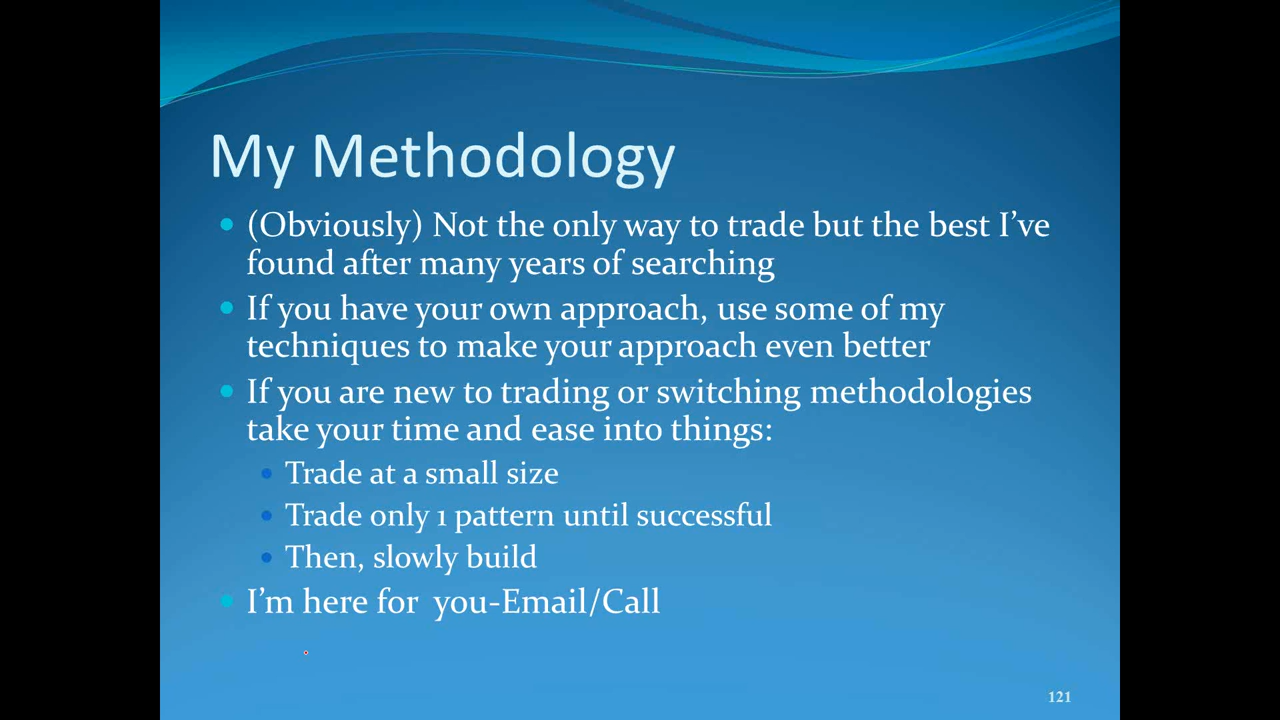 My Methodology
• (Obviously) Not the only way to trade but the best I’ve
found after many years of searching
• If you have your own approach, use some of my
techniques to make your approach even better
• If you are new to trading or switching methodologies
take your time and ease into things:
• Trade at a small size
• Trade only 1 pattern until successful
• Then, slowly build
• I’m here for  you-Email/Call
121